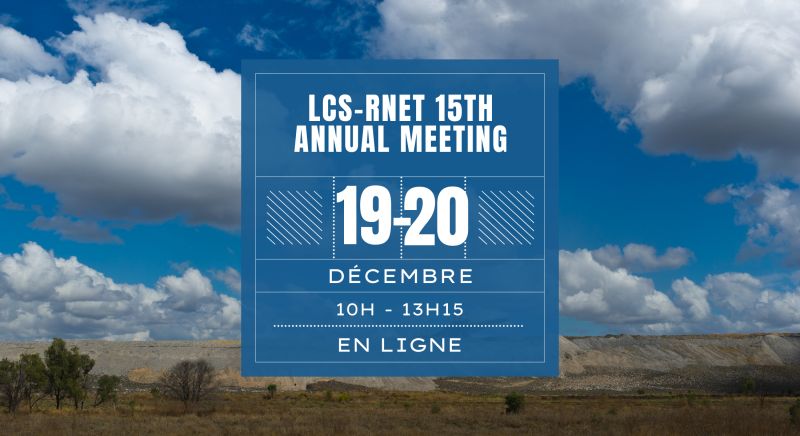 LCS-RNET 15TH
ANNUAL MEETING
19-20
DÉCEMBRE
10H - 13H15
EN LIGNE